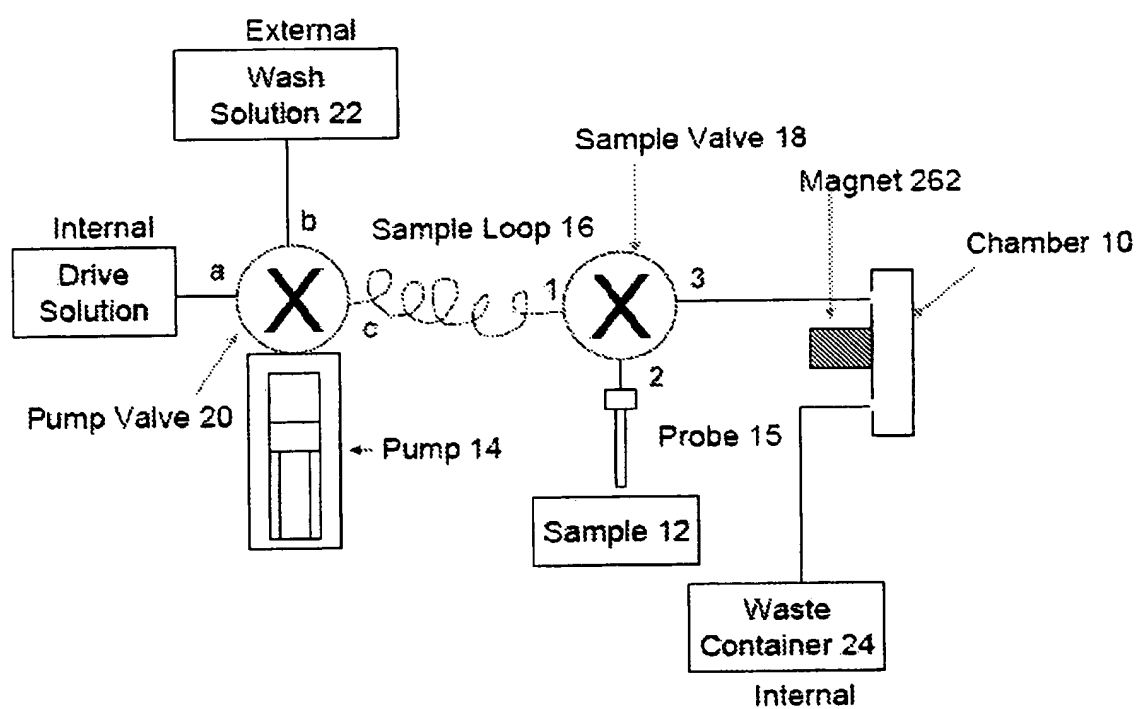 External
Wash
Solution 22
Sample Valve 18
Magnet 262
Internal
b
Sample Loop 16
Chamber 10
Drive
Solution
a
X
c
1
X
3
2
Pump Valve 20
Pump 14
Probe 15
Sample 12
Waste
Container 24
Internal